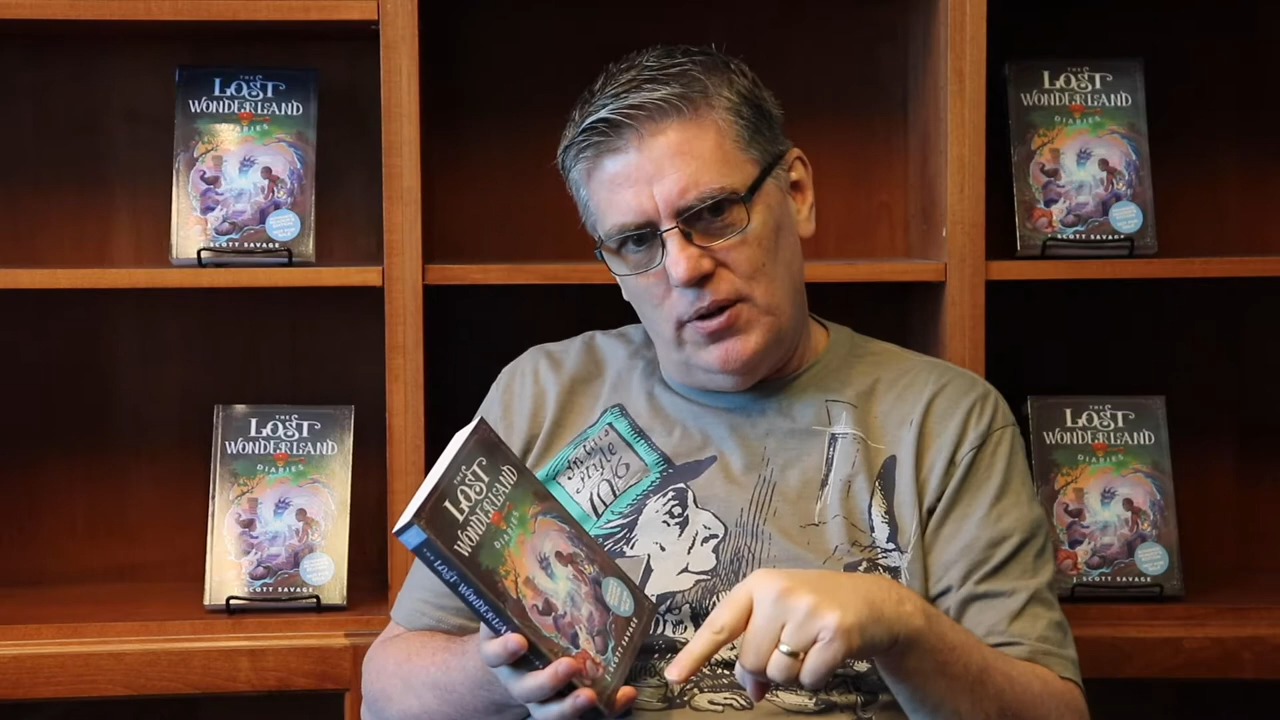 THE
LOST
WONDERLAND
DIARIES
J. SCOTT SAVAGE
THE
LOST
WONDERLAND
DIARIES
J. SCOTT SAVAGE
THE
LOST
WONDERLAND
DIARIES
J. SCOTT SAVAGE
THE
LOST
WONDERLAND
DIARIES
J. SCOTT SAVAGE
THE
LOST
WONDERLAND
DIARIES
J. SCOTT SAVAGE
THE LOST WONDERLA
In this
Style
10/6